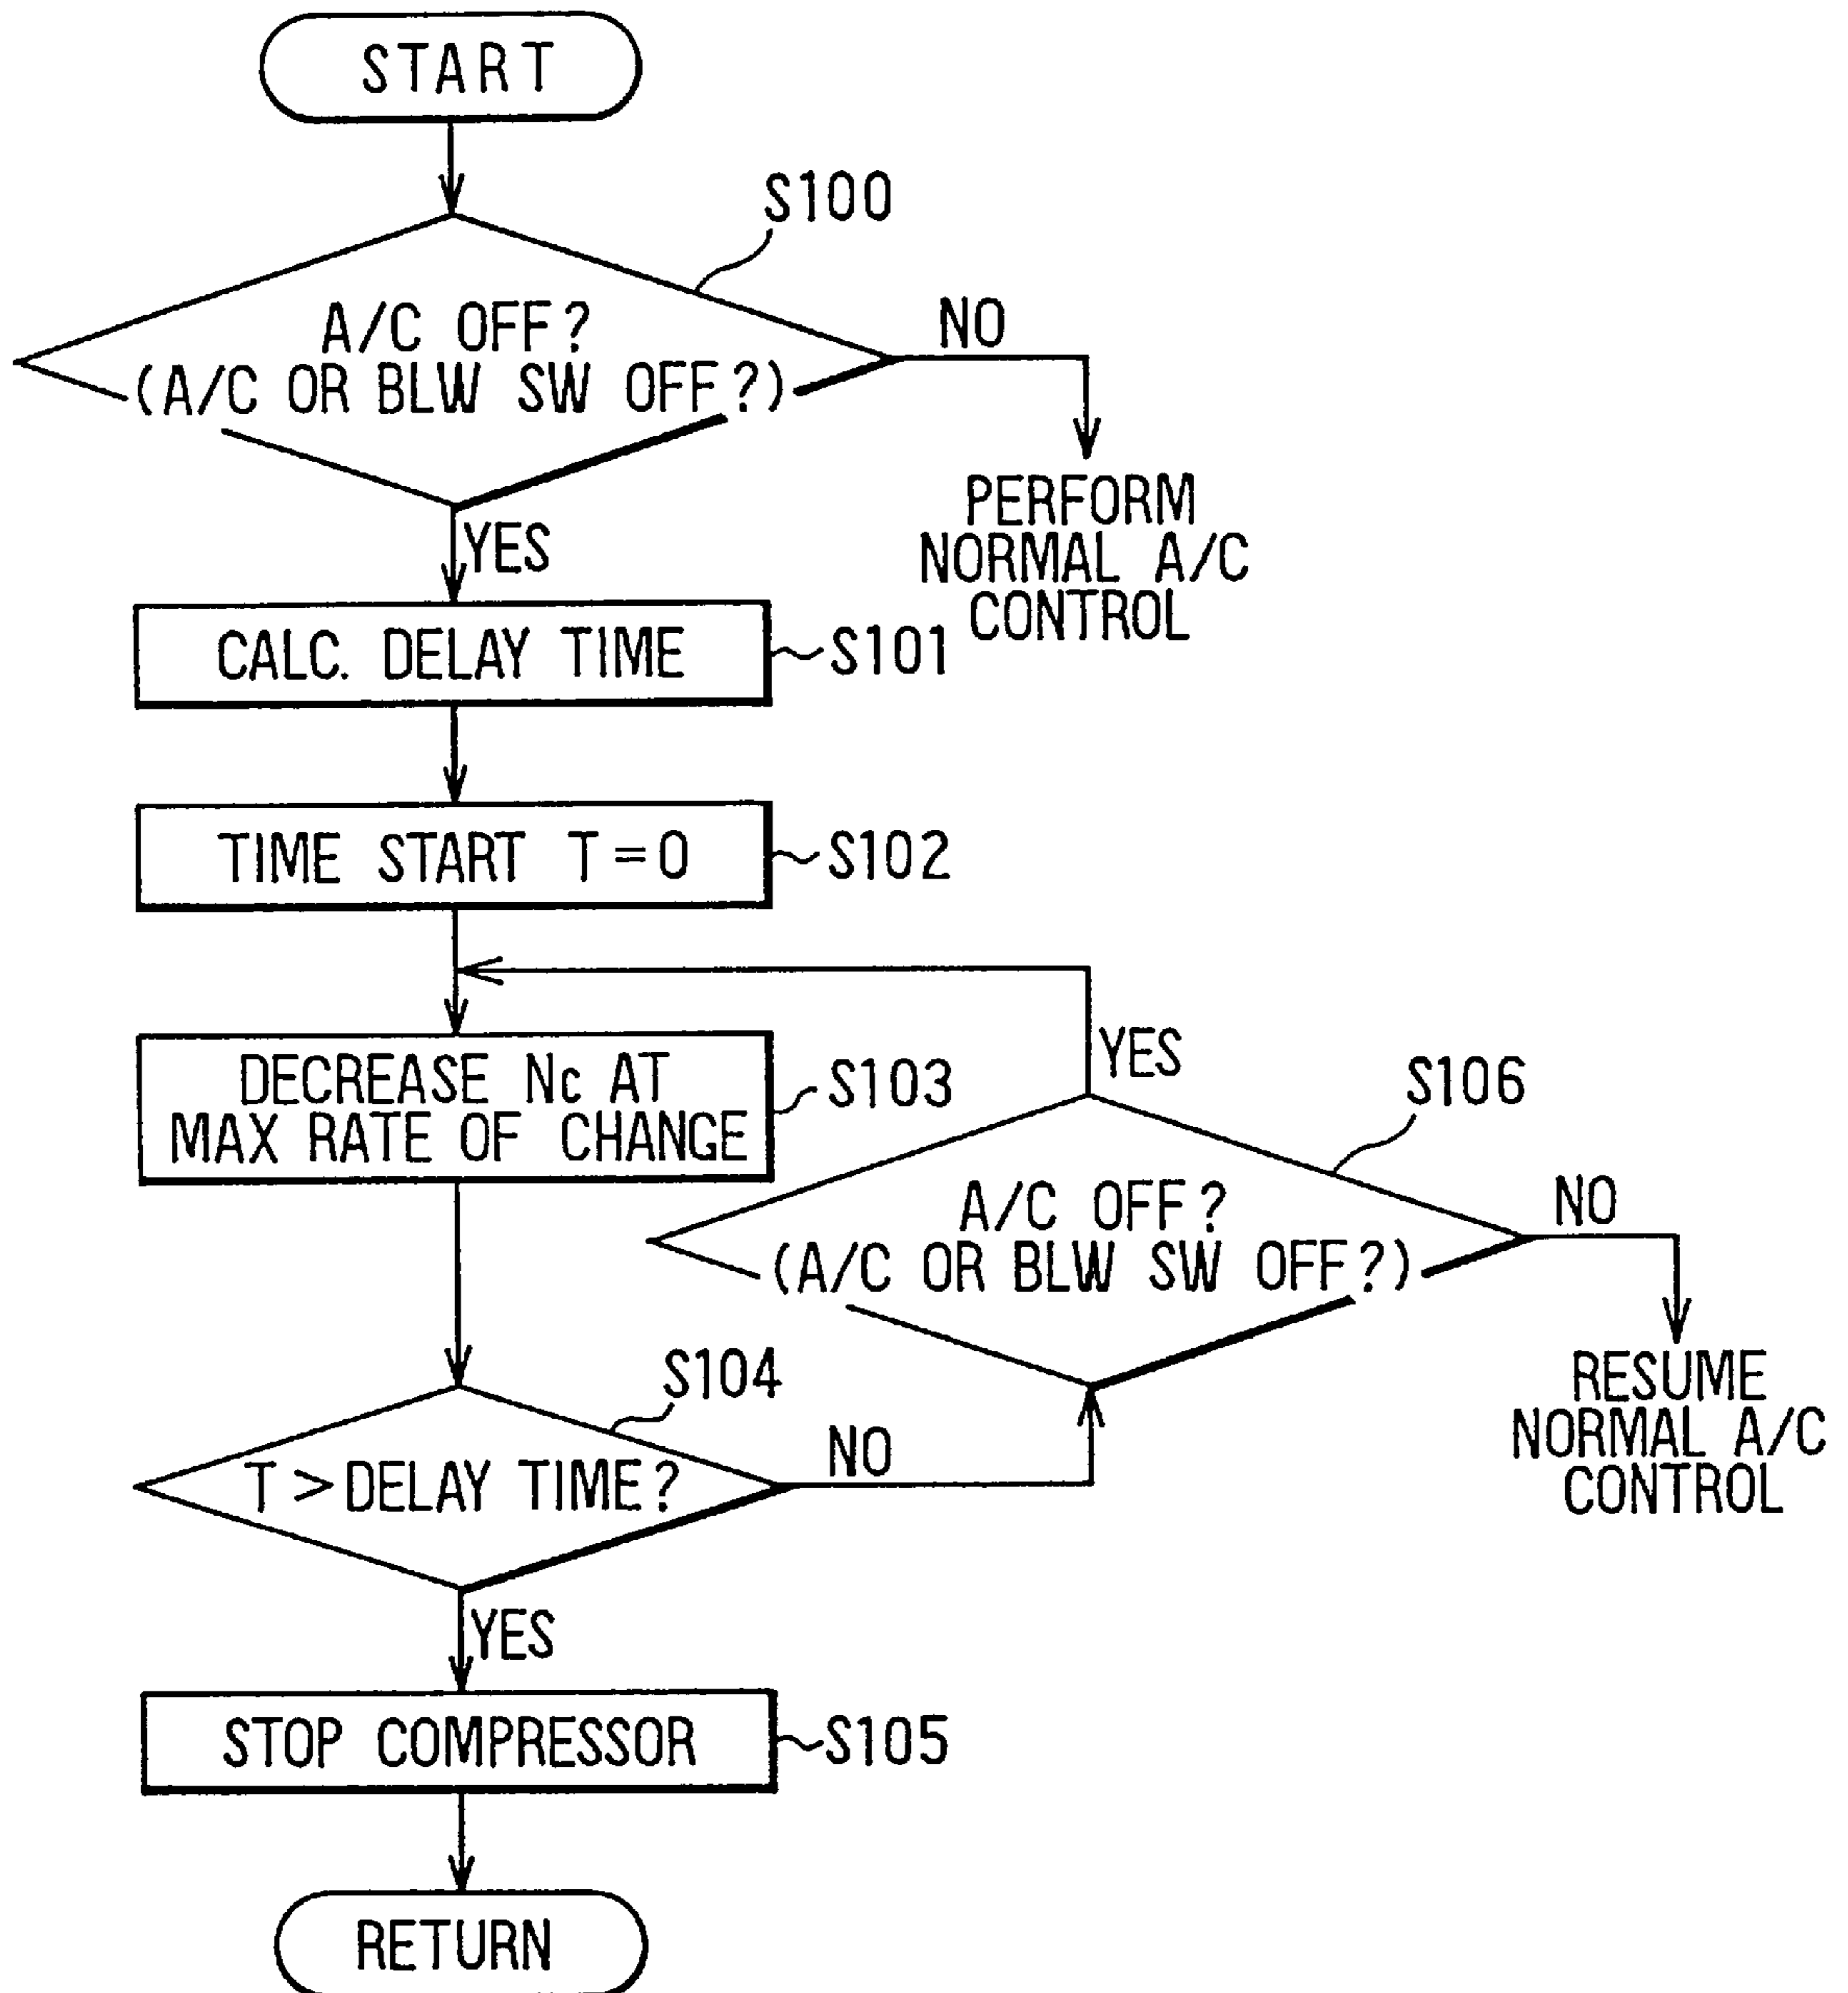 START
S100
A/C OFF?
(A/C OR BLW SW OFF?)
NO
PERFORM
NORMAL A/C
CONTROL
YES
CALC. DELAY TIME
S101
TIME START T=0
S102
DECREASE Nc AT
MAX RATE OF CHANGE
S103
YES
S106
A/C OFF?
(A/C OR BLW SW OFF?)
NO
RESUME
NORMAL A/C
CONTROL
S104
T > DELAY TIME?
NO
YES
STOP COMPRESSOR
S105
RETURN